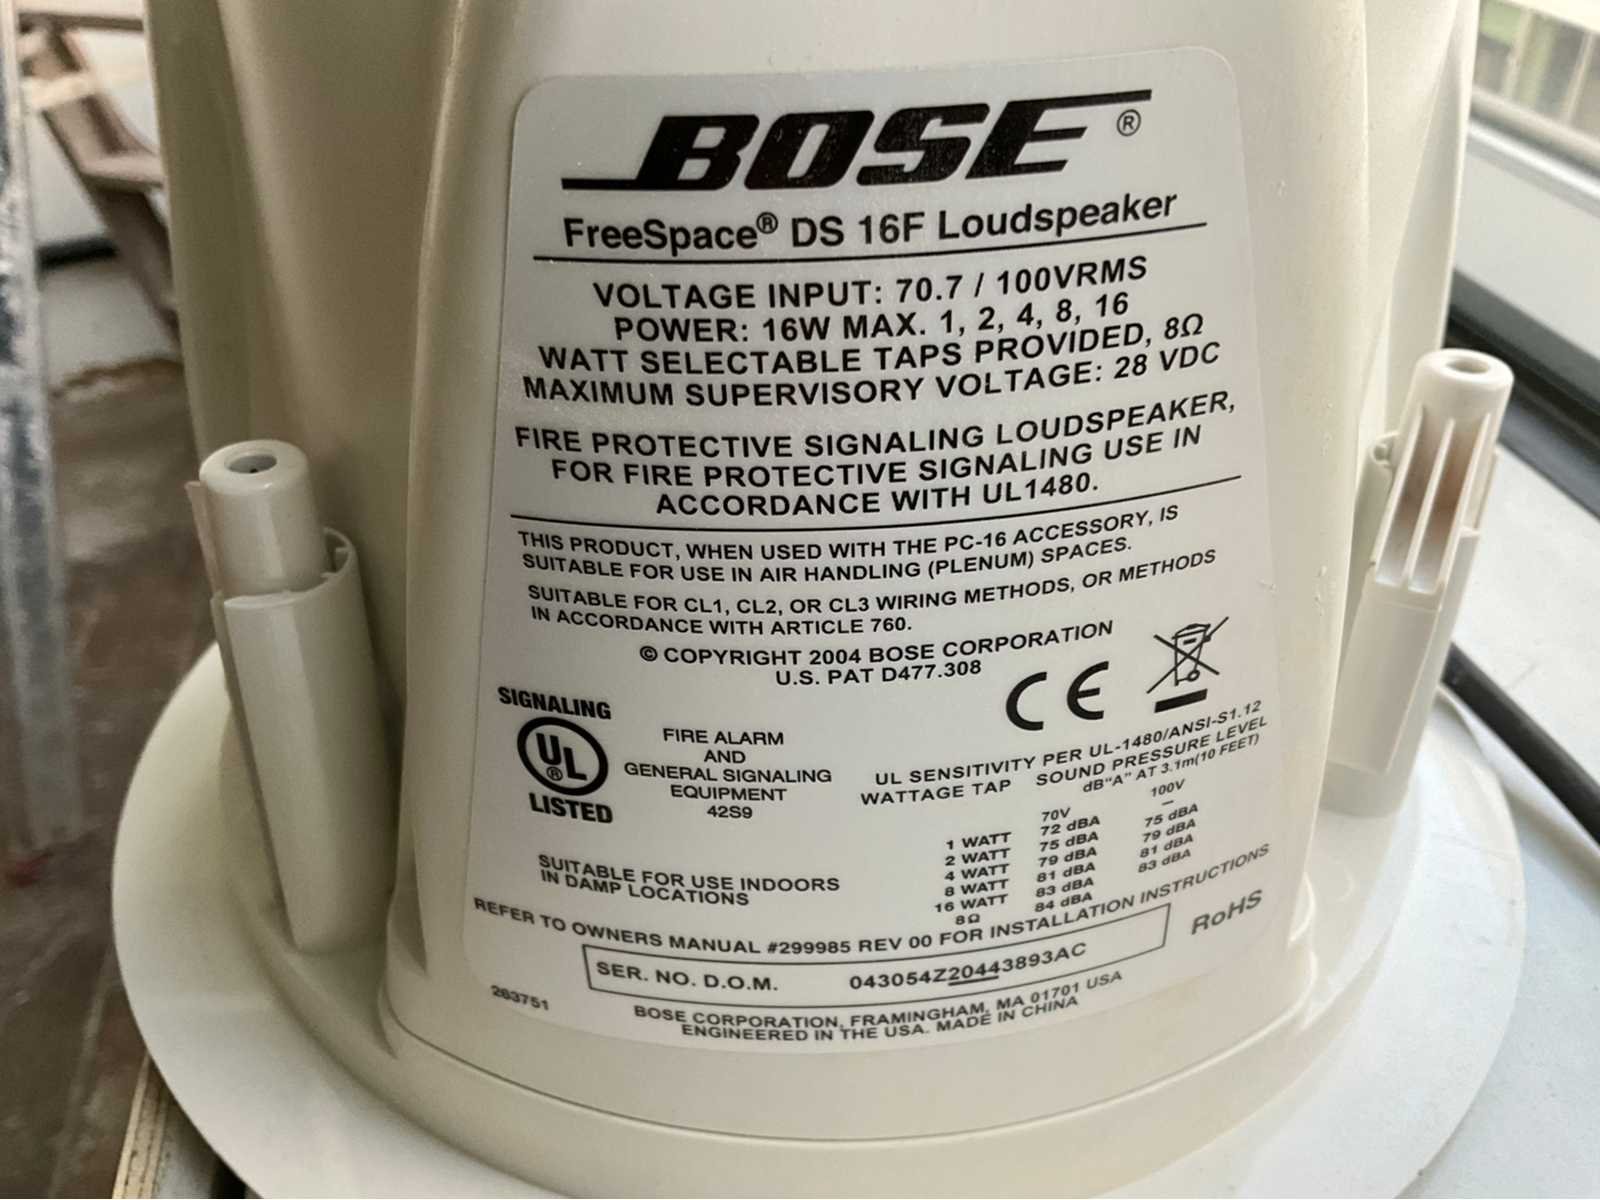 BOSE®
FreeSpace® DS 16F Loudspeaker
VOLTAGE INPUT: 70.7 / 100VRMS
POWER: 16W MAX. 1, 2, 4, 8, 16
WATT SELECTABLE TAPS PROVIDED, 8Ω
MAXIMUM SUPERVISORY VOLTAGE: 28 VDC
FIRE PROTECTIVE SIGNALING LOUDSPEAKER,
FOR FIRE PROTECTIVE SIGNALING USE IN
ACCORDANCE WITH UL1480.
THIS PRODUCT, WHEN USED WITH THE PC-16 ACCESSORY, IS
SUITABLE FOR USE IN AIR HANDLING (PLENUM) SPACES.
SUITABLE FOR CL1, CL2, OR CL3 WIRING METHODS, OR METHODS
IN ACCORDANCE WITH ARTICLE 760.
© COPYRIGHT 2004 BOSE CORPORATION
U.S. PAT D477.308
CE
SIGNALING
UL®
LISTED
FIRE ALARM
AND
GENERAL SIGNALING
EQUIPMENT
42S9
UL SENSITIVITY PER UL-1480/ANSI-S1.12
WATTAGE TAP SOUND PRESSURE LEVEL
dB"A" AT 3.1m(10 FEET)
70V 100V
1 WATT 72 dBA –
2 WATT 75 dBA 75 dBA
4 WATT 79 dBA 79 dBA
8 WATT 81 dBA 81 dBA
16 WATT 83 dBA 83 dBA
8Ω 84 dBA
SUITABLE FOR USE INDOORS
IN DAMP LOCATIONS
REFER TO OWNERS MANUAL #299985 REV 00 FOR INSTALLATION INSTRUCTIONS
SER. NO. D.O.M. 043054Z20443893AC
RoHS
263751
BOSE CORPORATION, FRAMINGHAM, MA 01701 USA
ENGINEERED IN THE USA. MADE IN CHINA